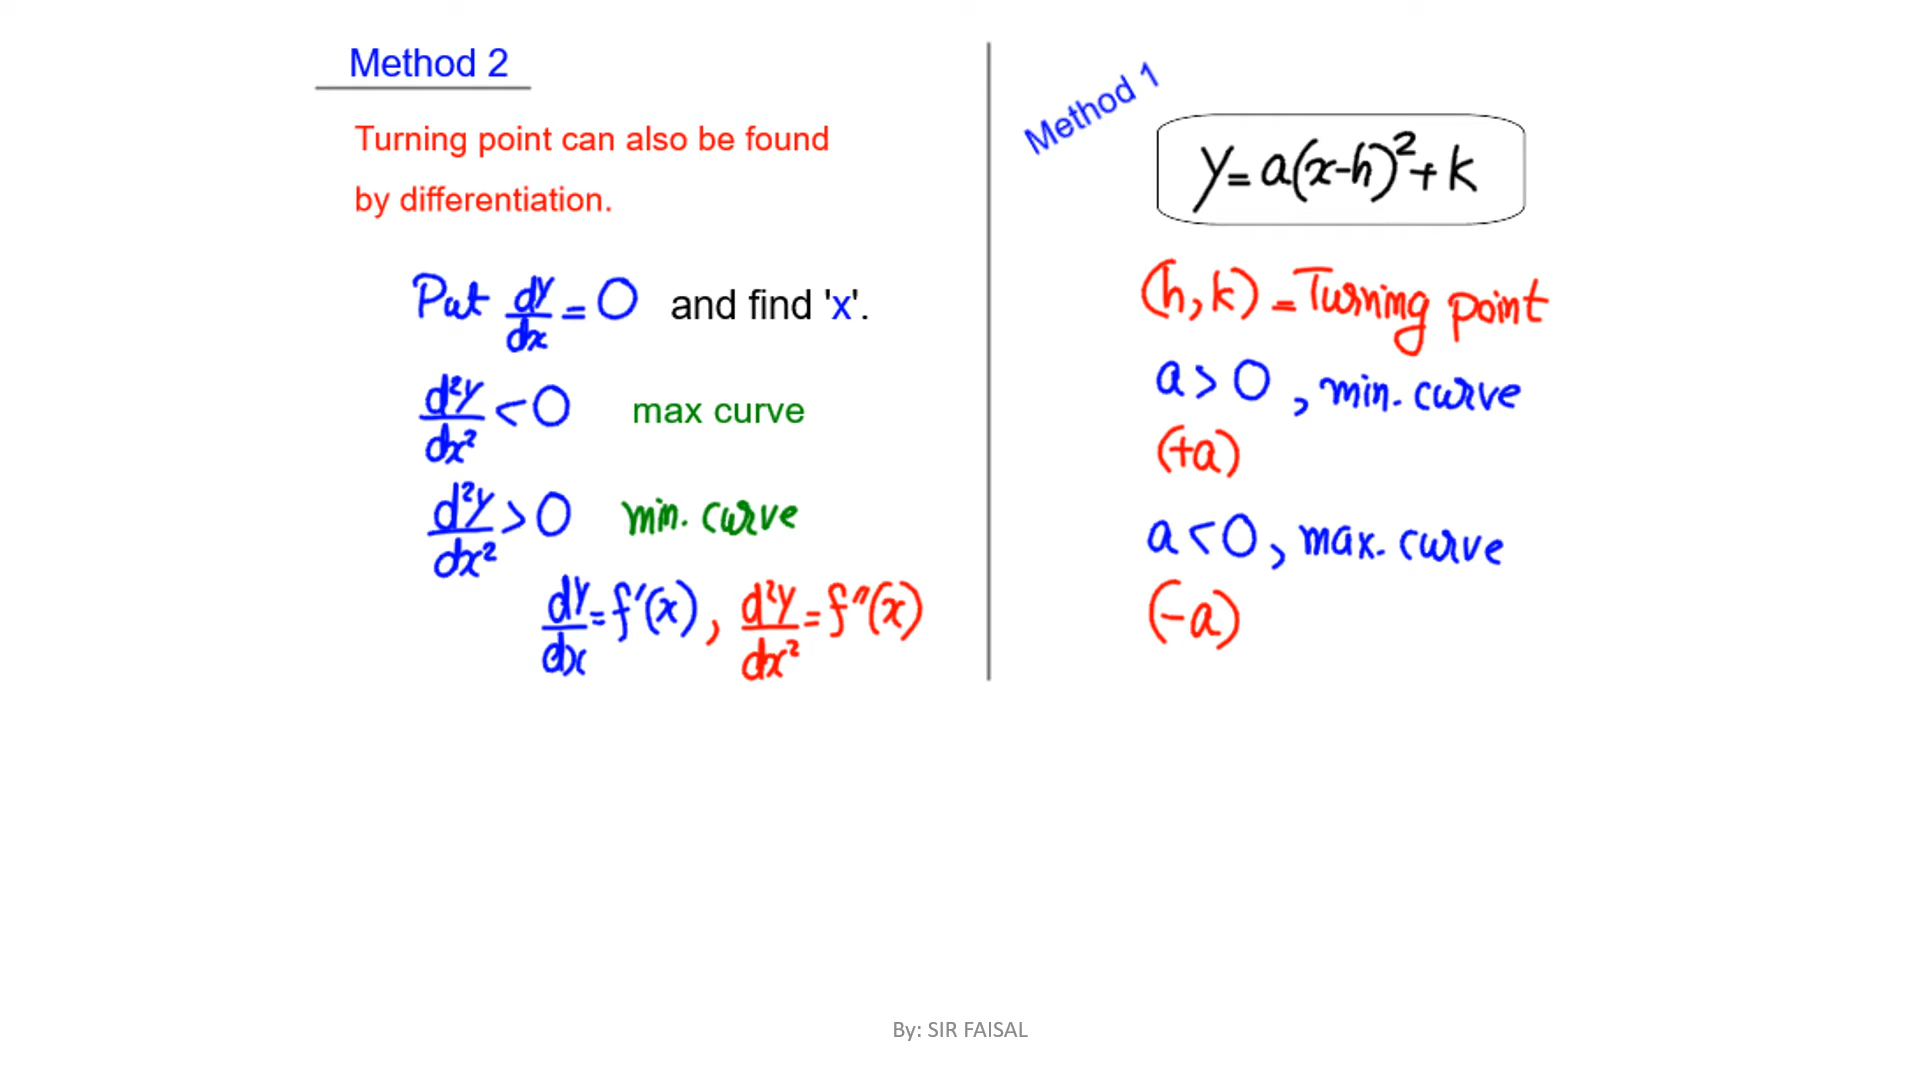 Method 2
Turning point can also be found
by differentiation.
Put dy/dx = 0 and find 'x'.
d²y/dx² < 0 max curve
d²y/dx² > 0 min. curve
dy/dx = f'(x), d²y/dx² = f"(x)
Method 1
y = a(x-h)² + k
(h, k) = Turning point
a > 0, min. curve
(+a)
a < 0, max. curve
(-a)
By: SIR FAISAL